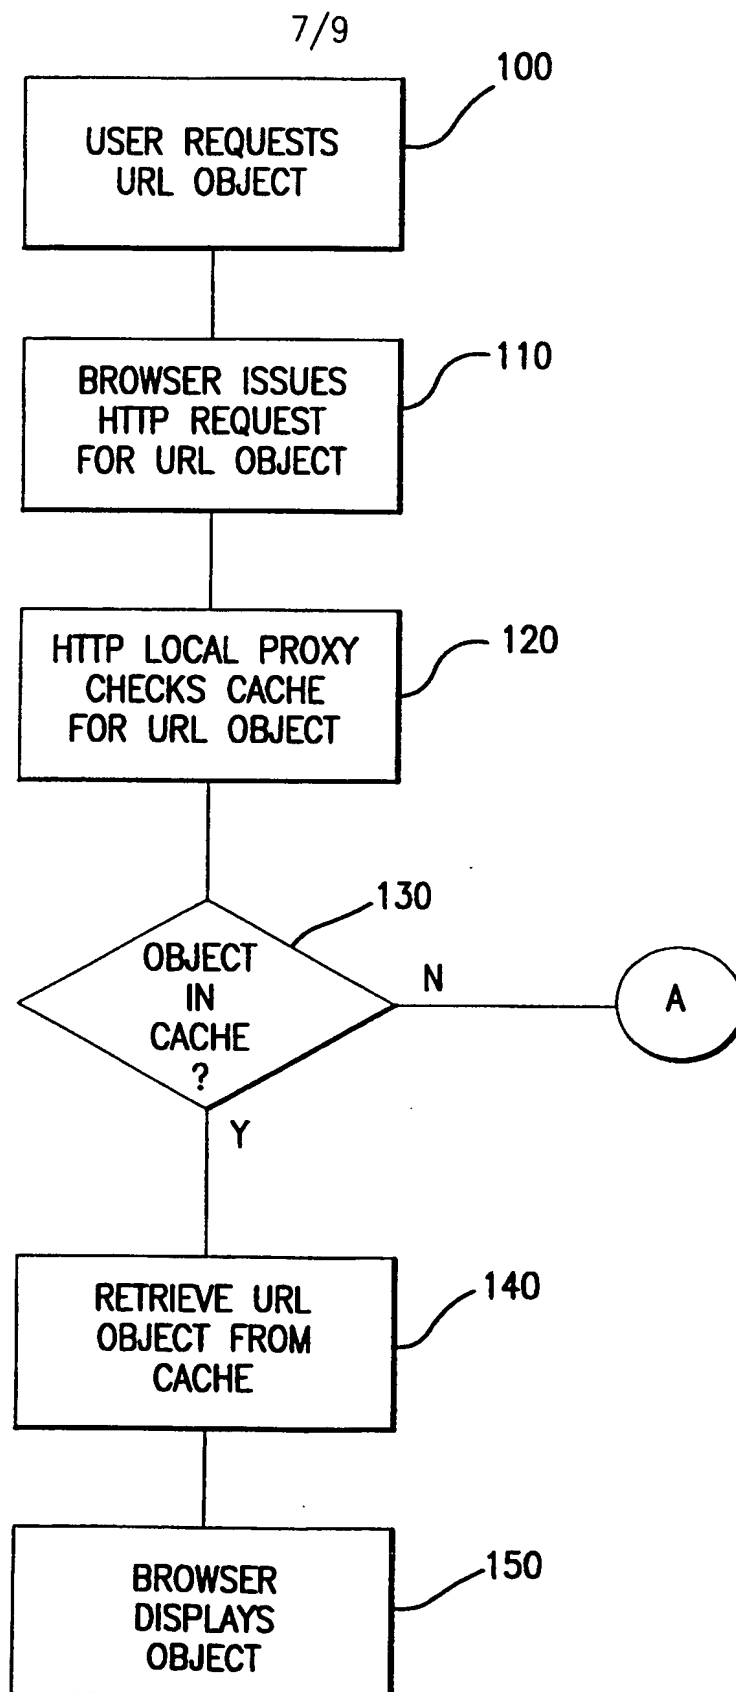 7/9
100
USER REQUESTS
URL OBJECT
110
BROWSER ISSUES
HTTP REQUEST
FOR URL OBJECT
120
HTTP LOCAL PROXY
CHECKS CACHE
FOR URL OBJECT
130
OBJECT
IN
CACHE
?
N
A
Y
140
RETRIEVE URL
OBJECT FROM
CACHE
150
BROWSER
DISPLAYS
OBJECT